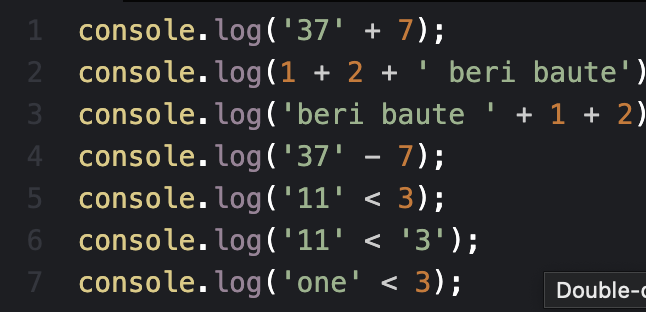 1 console.log('37' + 7);
2 console.log(1 + 2 + ' beri baute')
3 console.log('beri baute ' + 1 + 2)
4 console.log('37' - 7);
5 console.log('11' < 3);
6 console.log('11' < '3');
7 console.log('one' < 3);
Double-c